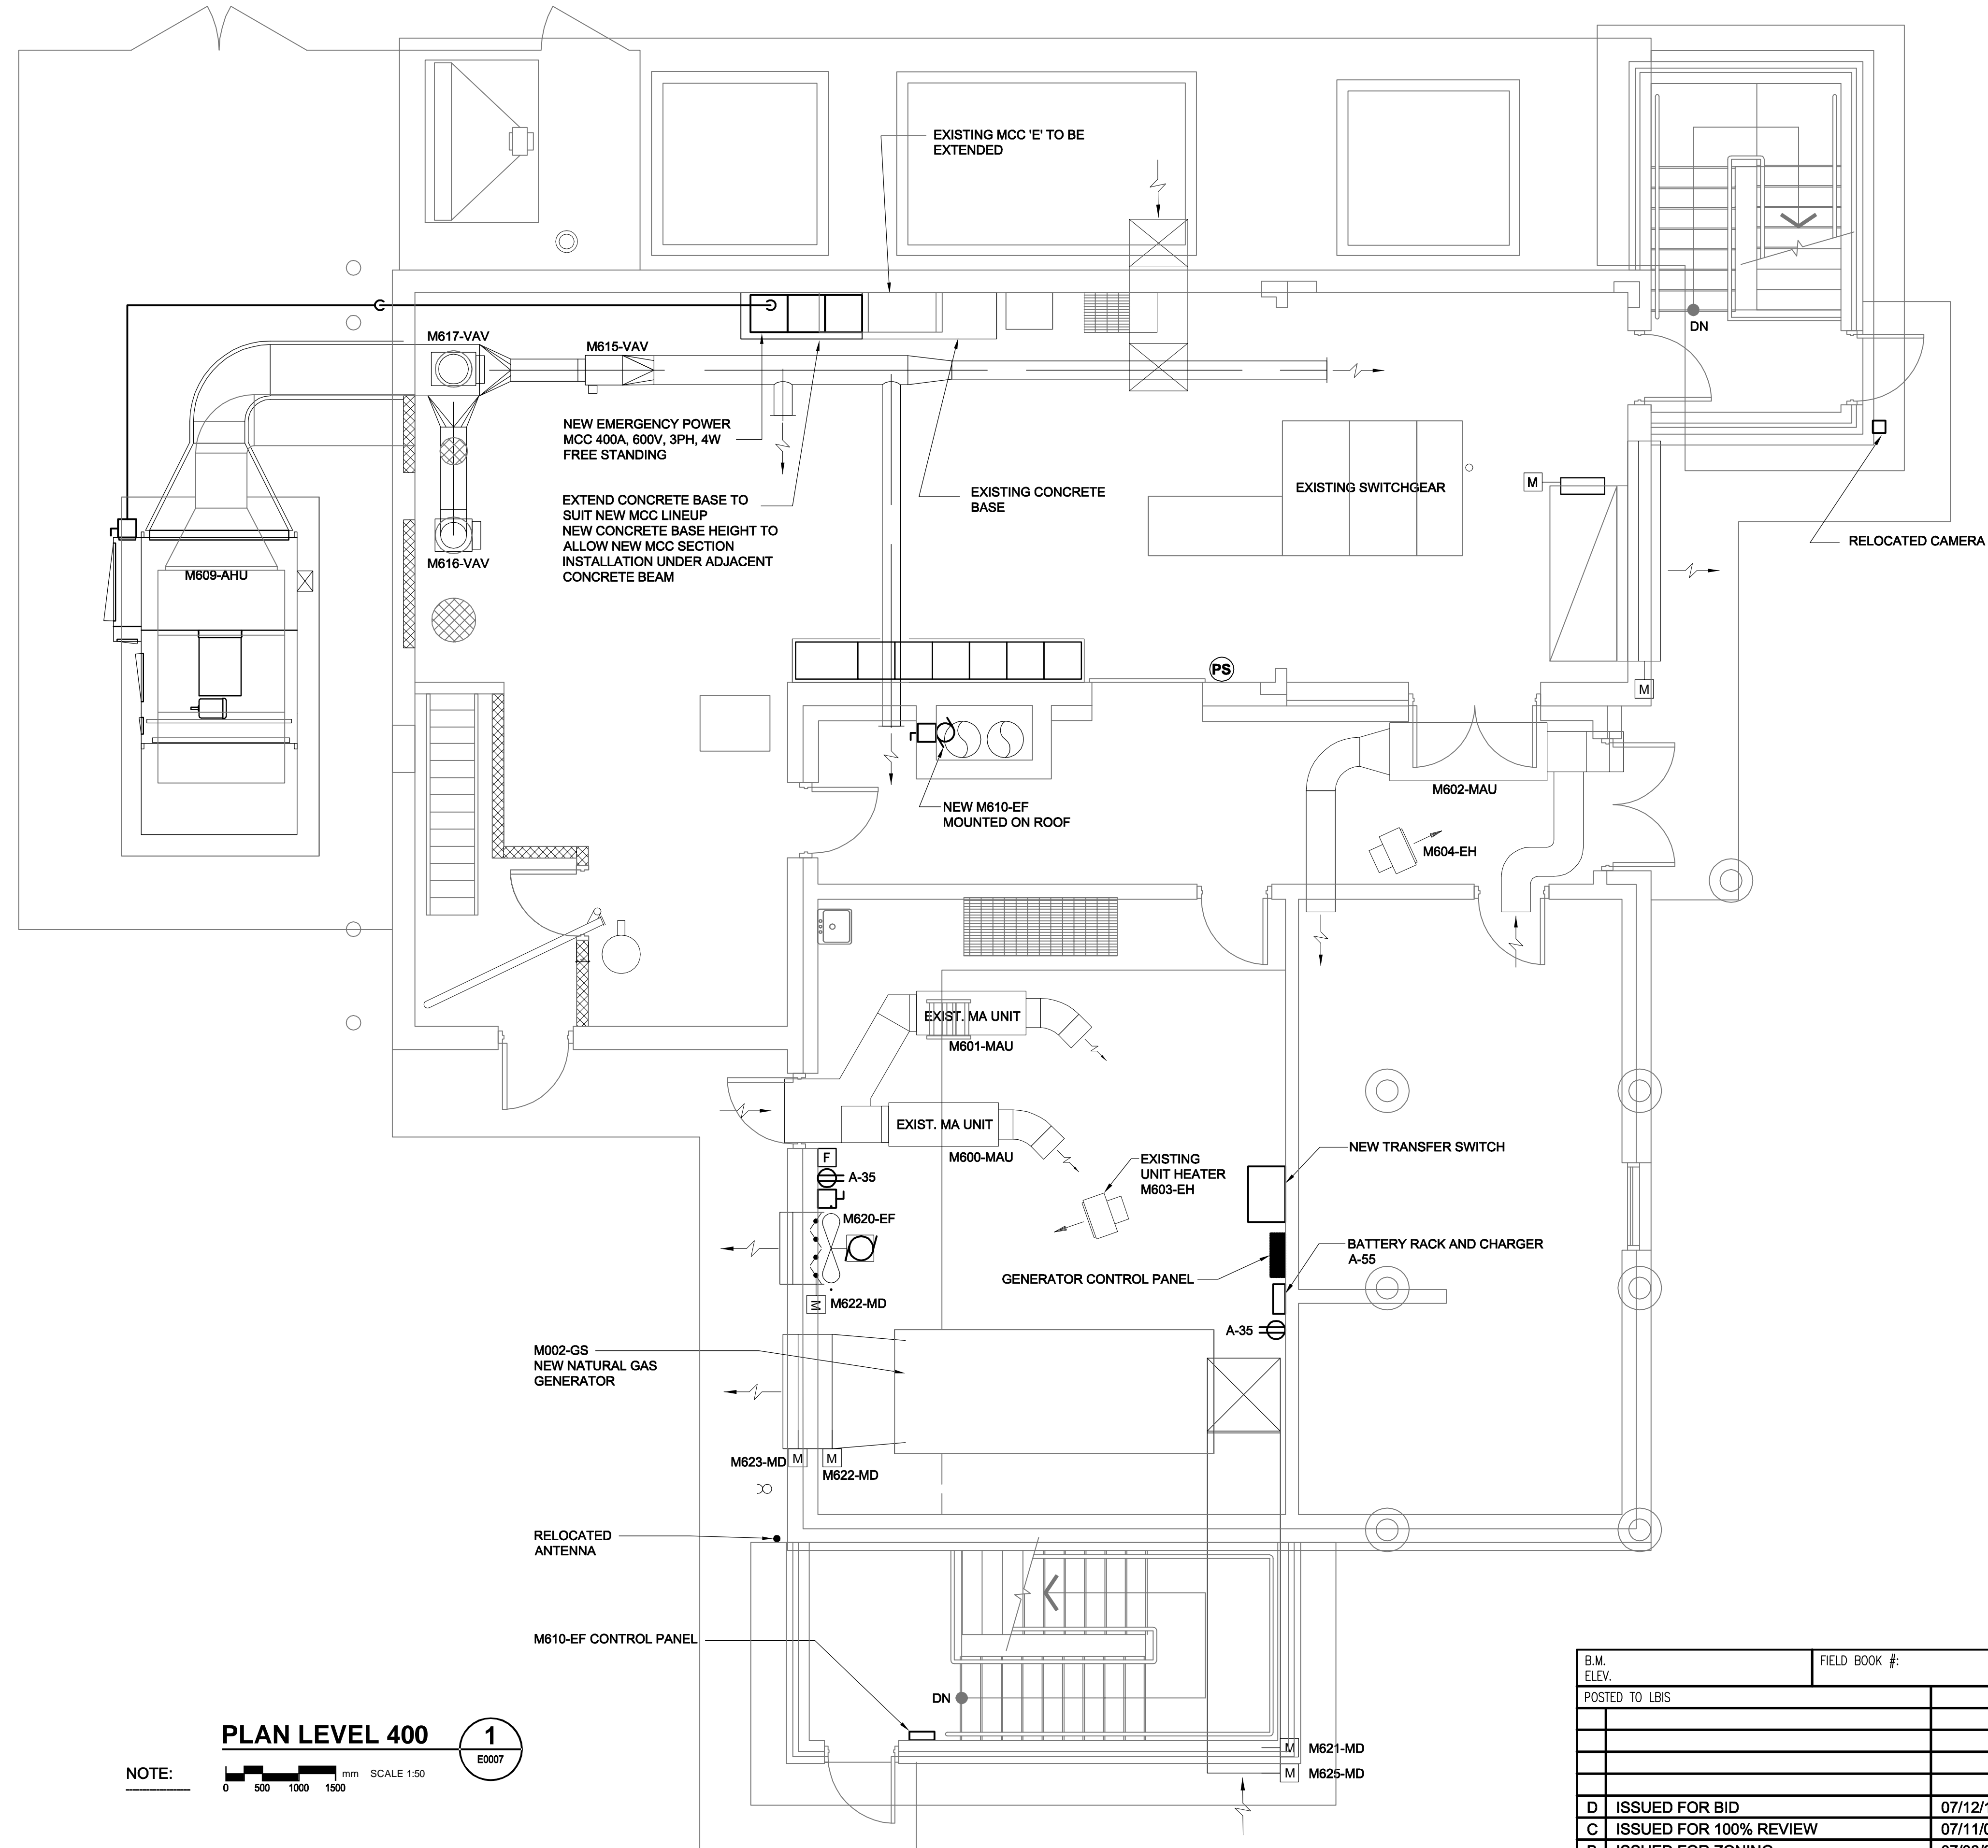 EXISTING MCC 'E' TO BE
EXTENDED
DN
M617-VAV
M615-VAV
NEW EMERGENCY POWER
MCC 400A, 600V, 3PH, 4W
FREE STANDING
EXTEND CONCRETE BASE TO
SUIT NEW MCC LINEUP
NEW CONCRETE BASE HEIGHT TO
ALLOW NEW MCC SECTION
INSTALLATION UNDER ADJACENT
CONCRETE BEAM
EXISTING CONCRETE
BASE
EXISTING SWITCHGEAR
M
RELOCATED CAMERA
M616-VAV
M609-AHU
PS
M
NEW M610-EF
MOUNTED ON ROOF
M602-MAU
M604-EH
EXIST. MA UNIT
M601-MAU
EXIST. MA UNIT
M600-MAU
F
A-35
M620-EF
EXISTING
UNIT HEATER
M603-EH
NEW TRANSFER SWITCH
BATTERY RACK AND CHARGER
A-55
GENERATOR CONTROL PANEL
M
M622-MD
A-35
M002-GS
NEW NATURAL GAS
GENERATOR
M623-MD
M
M
M622-MD
RELOCATED
ANTENNA
M610-EF CONTROL PANEL
DN
M
M621-MD
M
M625-MD
PLAN LEVEL 400
1
E0007
NOTE:
0 500 1000 1500
mm
SCALE 1:50
B.M.
ELEV.
FIELD BOOK #:
POSTED TO LBIS
D ISSUED FOR BID
C ISSUED FOR 100% REVIEW